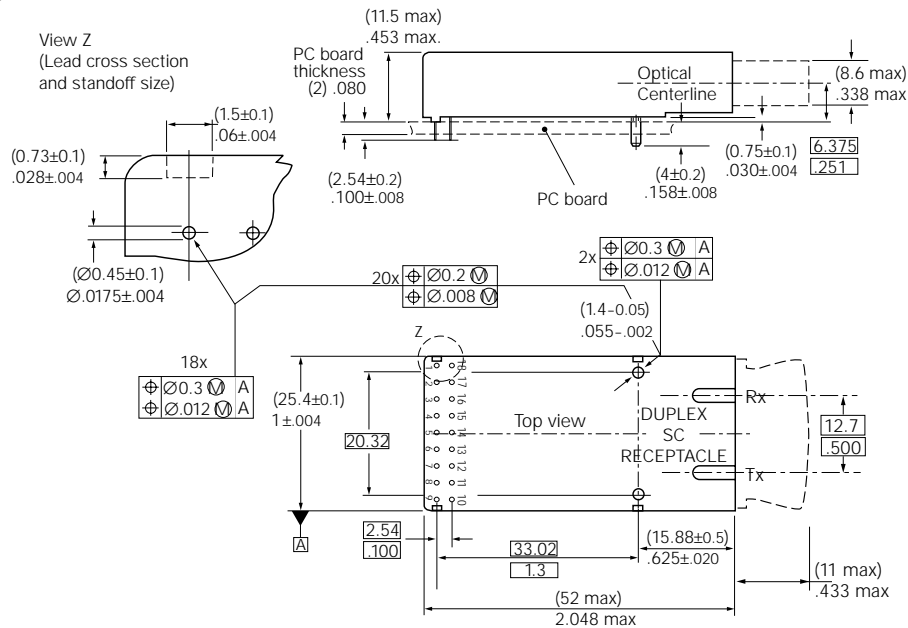 View Z
(Lead cross section
and standoff size)
(11.5 max)
.453 max.
PC board
thickness
(2) .080
Optical
Centerline
(8.6 max)
.338 max
(1.5±0.1)
.06±.004
(0.73±0.1)
.028±.004
(2.54±0.2)
.100±.008
PC board
(4±0.2)
.158±.008
(0.75±0.1)
.030±.004
6.375
.251
(Ø0.45±0.1)
Ø.0175±.004
20x
⌖ Ø0.2 Ⓜ
⌖ Ø.008 Ⓜ
2x
⌖ Ø0.3 Ⓜ A
⌖ Ø.012 Ⓜ A
(1.4-0.05)
.055-.002
18x
⌖ Ø0.3 Ⓜ A
⌖ Ø.012 Ⓜ A
Z
(25.4±0.1)
1±.004
20.32
1 18
2 17
3 16
4 15
5 14
6 13
7 12
8 11
9 10
Top view
DUPLEX
SC
RECEPTACLE
Rx
Tx
12.7
.500
A
2.54
.100
33.02
1.3
(15.88±0.5)
.625±.020
(11 max)
.433 max
(52 max)
2.048 max